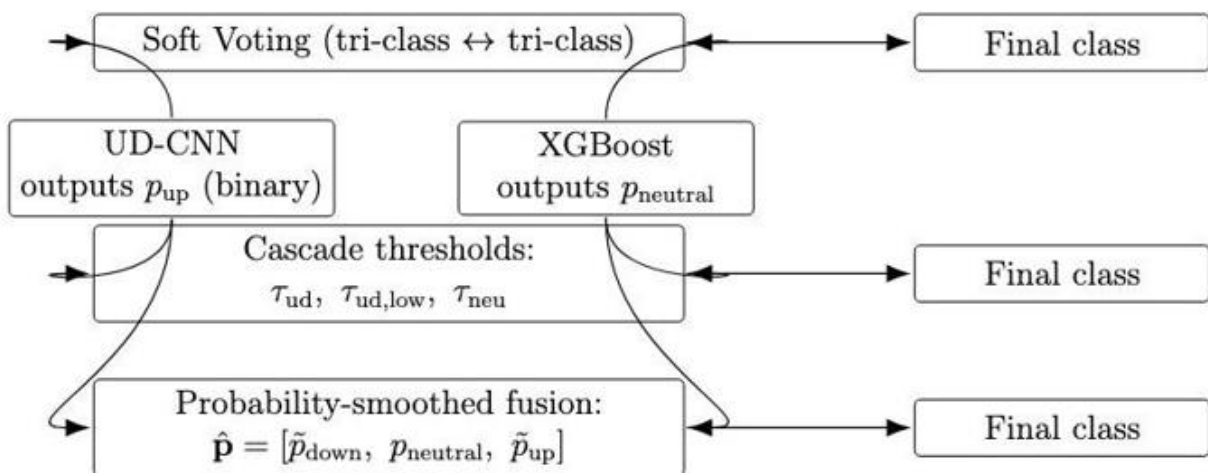 Soft Voting (tri-class ↔ tri-class)
Final class
UD-CNN
outputs p_up (binary)
XGBoost
outputs p_neutral
Cascade thresholds:
τ_ud, τ_ud,low, τ_neu
Final class
Probability-smoothed fusion:
p̂ = [p̃_down, p_neutral, p̃_up]
Final class